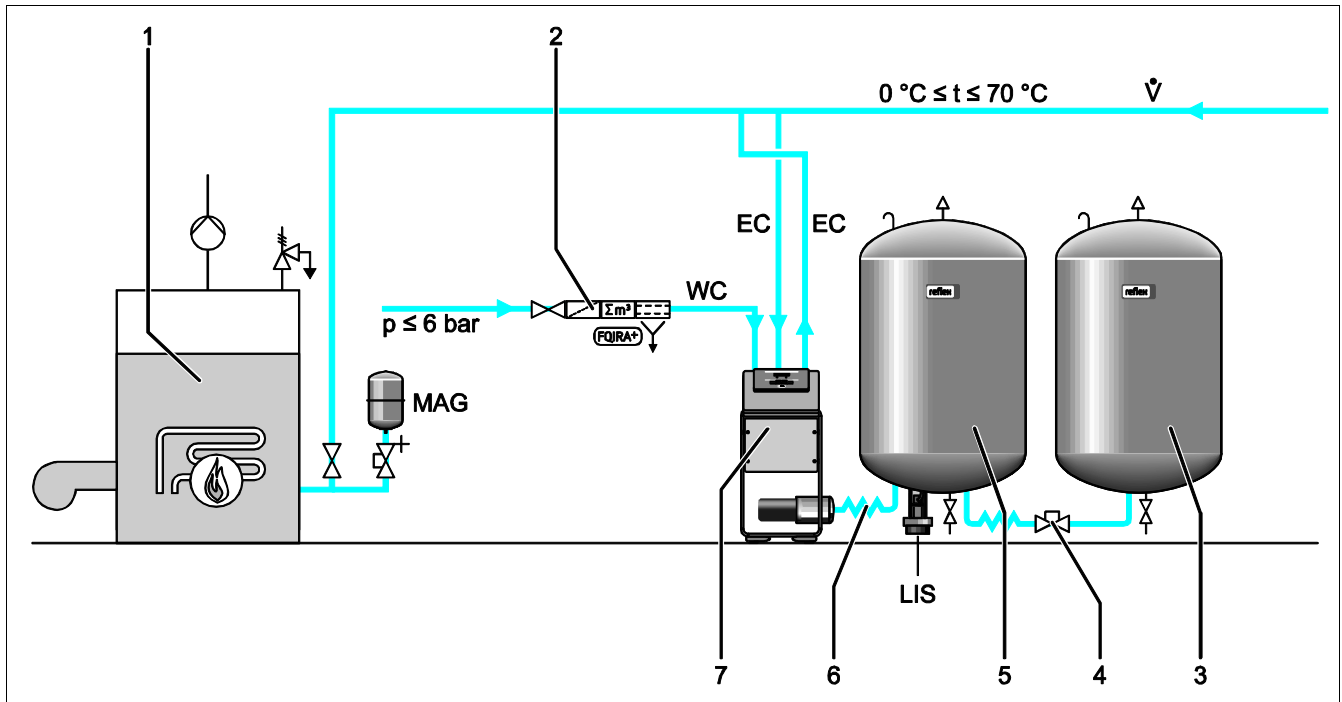 1
2
0 °C ≤ t ≤ 70 °C
V̇
EC
EC
reflex
reflex
WC
Σm³
p ≤ 6 bar
FQIRA⁺
MAG
LIS
7
6
5
4
3